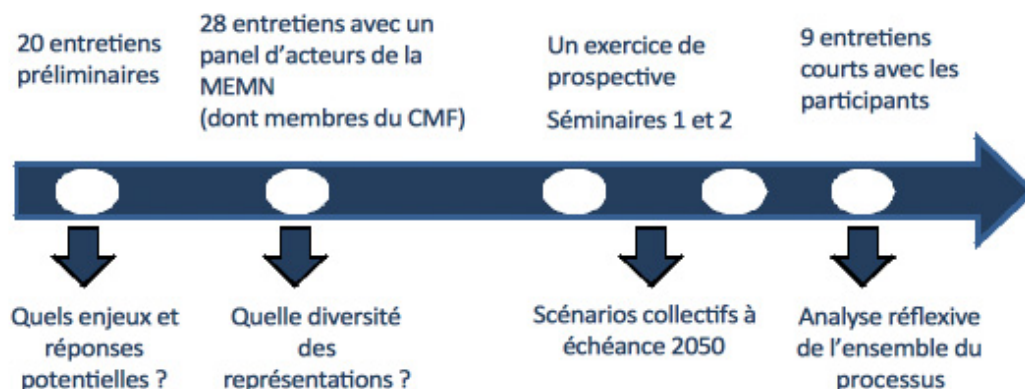 20 entretiens
préliminaires
28 entretiens avec un
panel d'acteurs de la
MEMN
(dont membres du CMF)
Un exercice de
prospective
Séminaires 1 et 2
9 entretiens
courts avec les
participants
Quels enjeux et
réponses
potentielles ?
Quelle diversité
des
représentations ?
Scénarios collectifs à
échéance 2050
Analyse réflexive
de l'ensemble du
processus